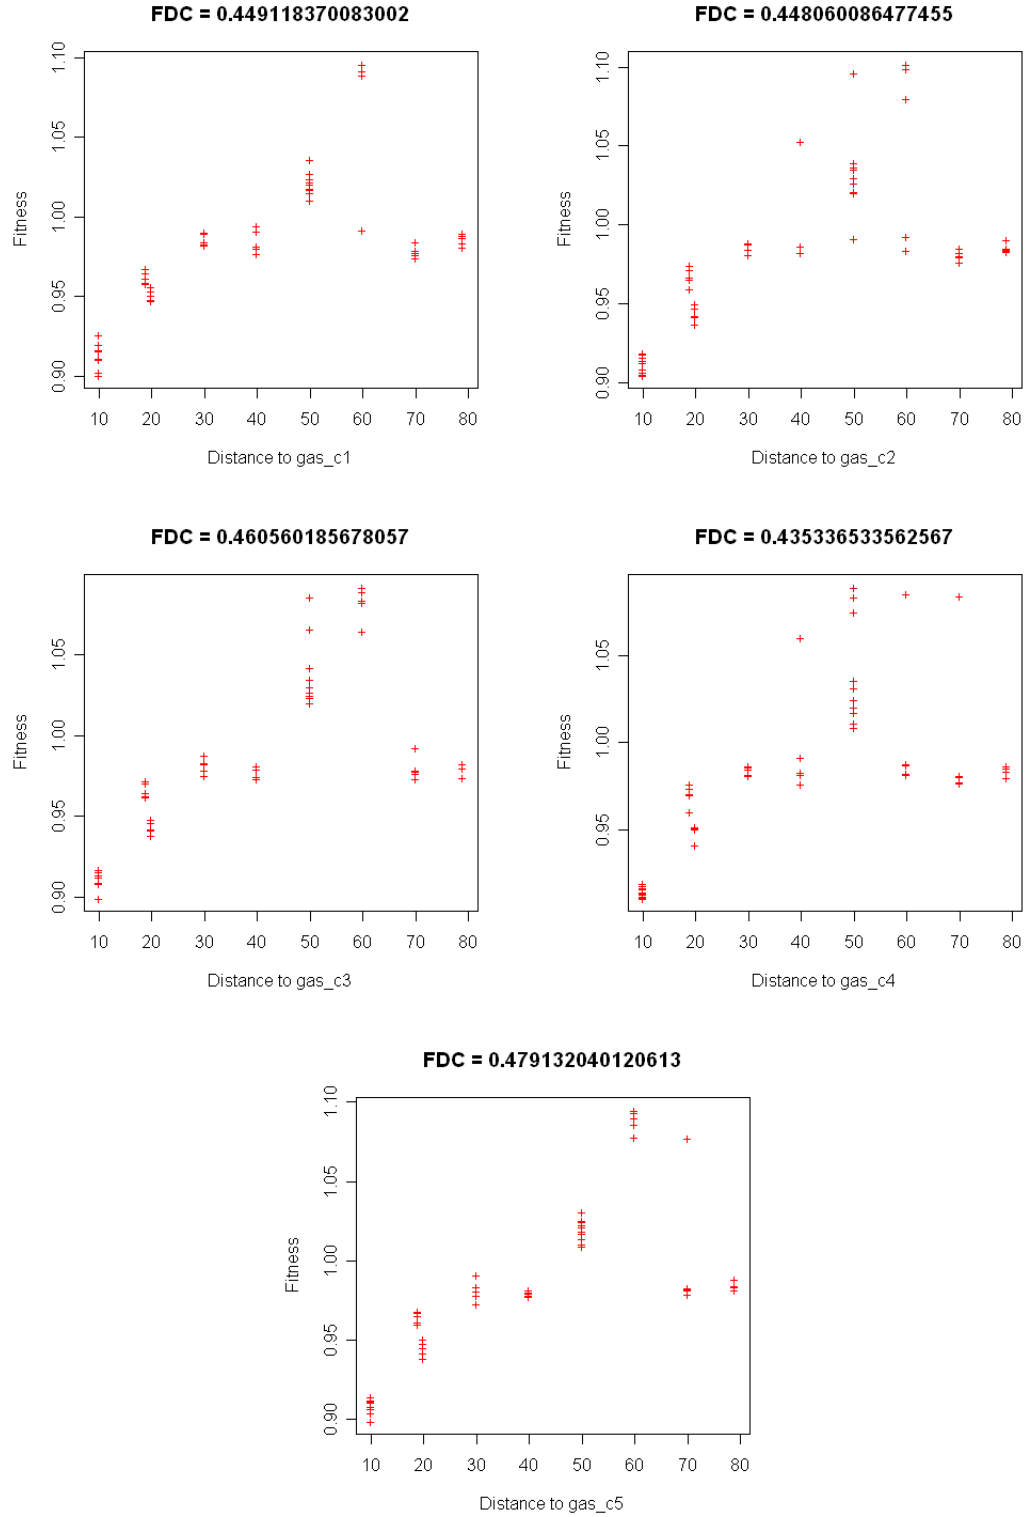 FDC = 0.449118370083002
Fitness
1.10
1.05
1.00
0.95
0.90
10 20 30 40 50 60 70 80
Distance to gas_c1
FDC = 0.448060086477455
Fitness
1.10
1.05
1.00
0.95
0.90
10 20 30 40 50 60 70 80
Distance to gas_c2
FDC = 0.460560185678057
Fitness
1.05
1.00
0.95
0.90
10 20 30 40 50 60 70 80
Distance to gas_c3
FDC = 0.435336533562567
Fitness
1.05
1.00
0.95
10 20 30 40 50 60 70 80
Distance to gas_c4
FDC = 0.479132040120613
Fitness
1.10
1.05
1.00
0.95
0.90
10 20 30 40 50 60 70 80
Distance to gas_c5